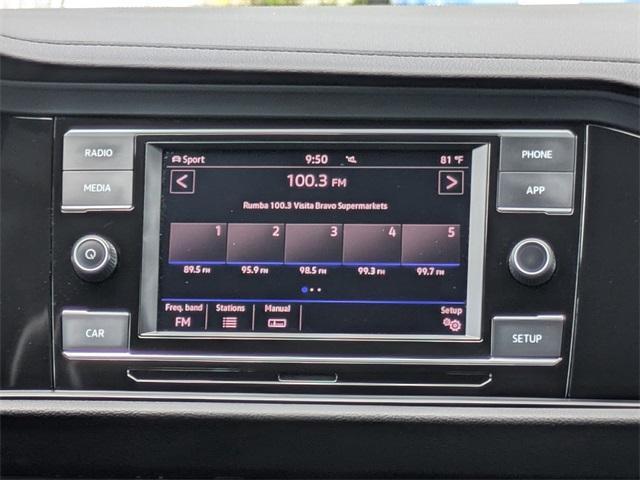 RADIO
MEDIA
CAR
Sport 9:50 81 °F
< 100.3 FM >
Rumba 100.3 Visita Bravo Supermarkets
1 2 3 4 5
89.5 FM 95.9 FM 98.5 FM 99.3 FM 99.7 FM
Freq. band Stations Manual Setup
FM
PHONE
APP
SETUP